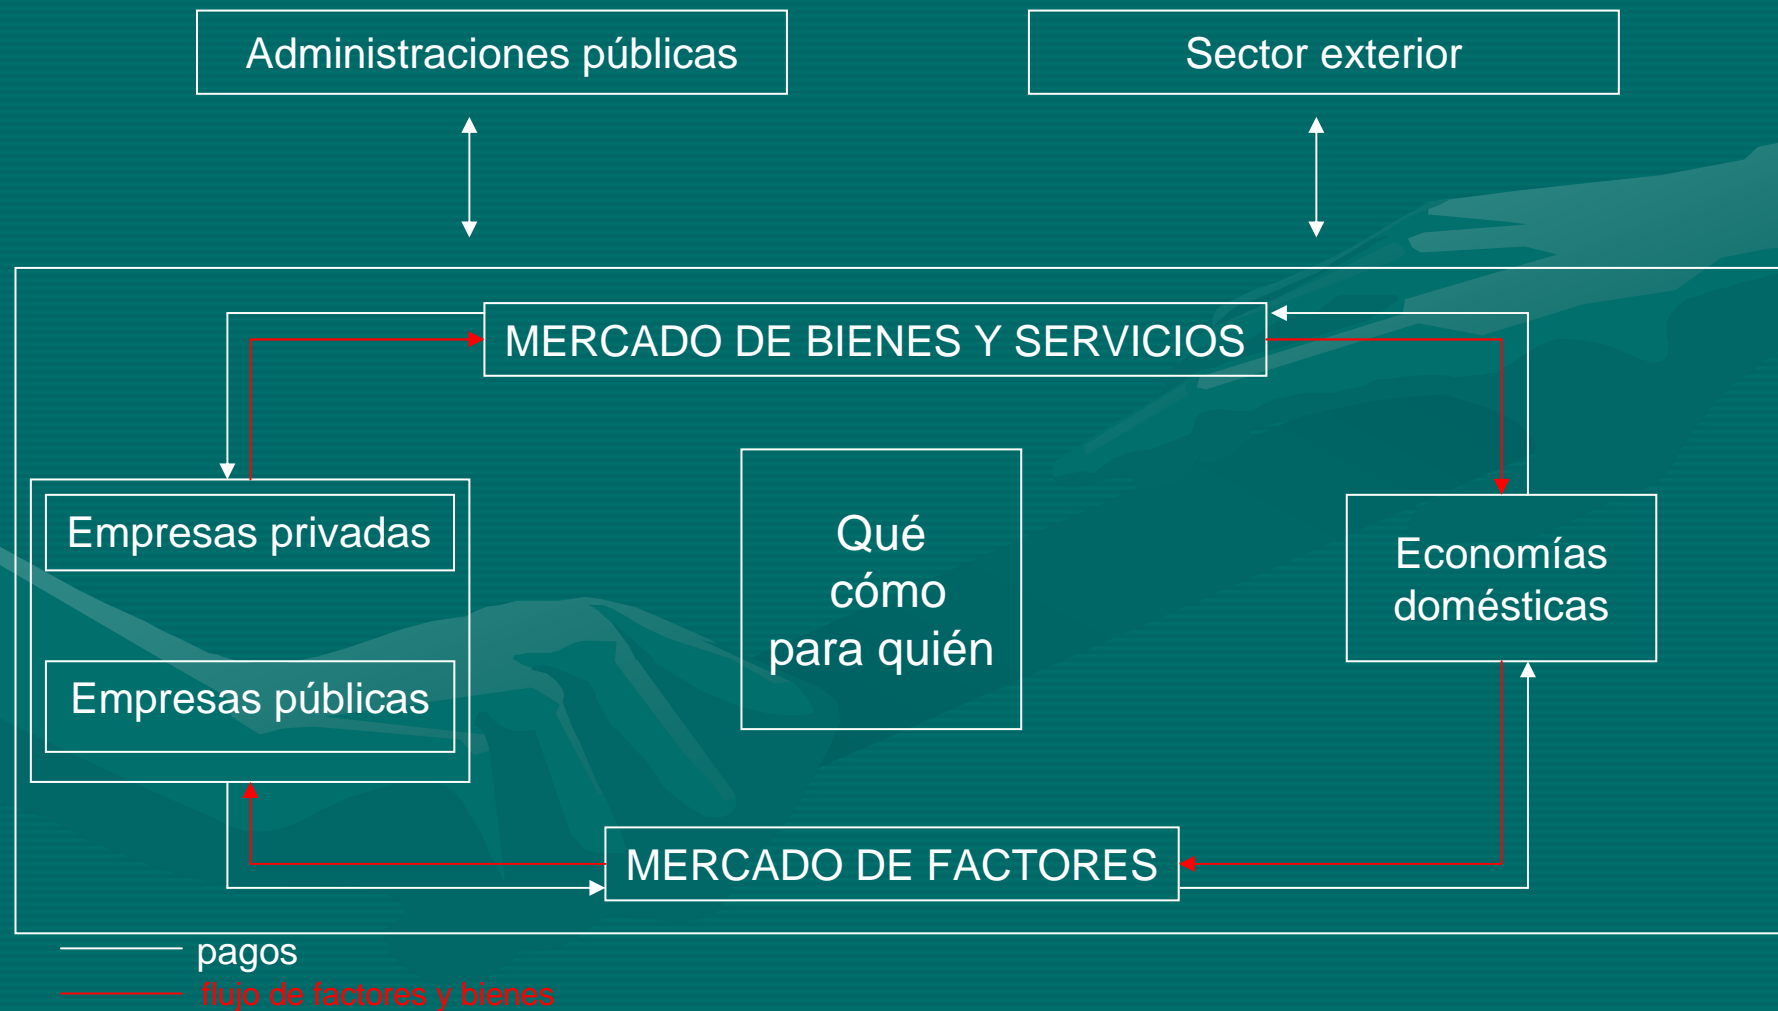 Administraciones públicas
Sector exterior
MERCADO DE BIENES Y SERVICIOS
Empresas privadas
Empresas públicas
Qué
cómo
para quién
Economías
domésticas
MERCADO DE FACTORES
pagos
flujo de factores y bienes